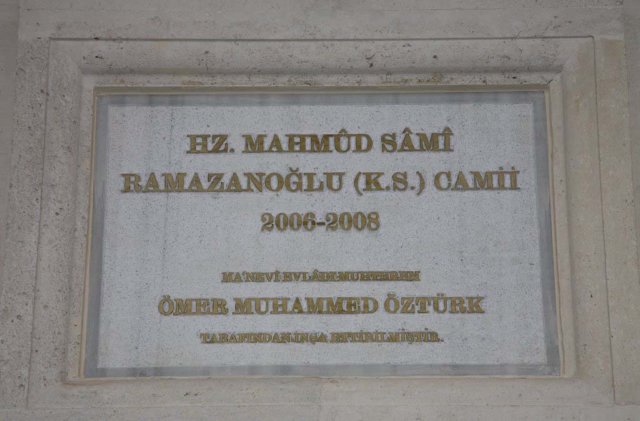 HZ. MAHMÛD SÂMÎ
RAMAZANOĞLU (K.S.) CAMİİ
2006-2008
MA'NEVÎ EVLÂDI MUHTEREM
ÖMER MUHAMMED ÖZTÜRK
TARAFINDAN İNŞA ETTİRİLMİŞTİR.